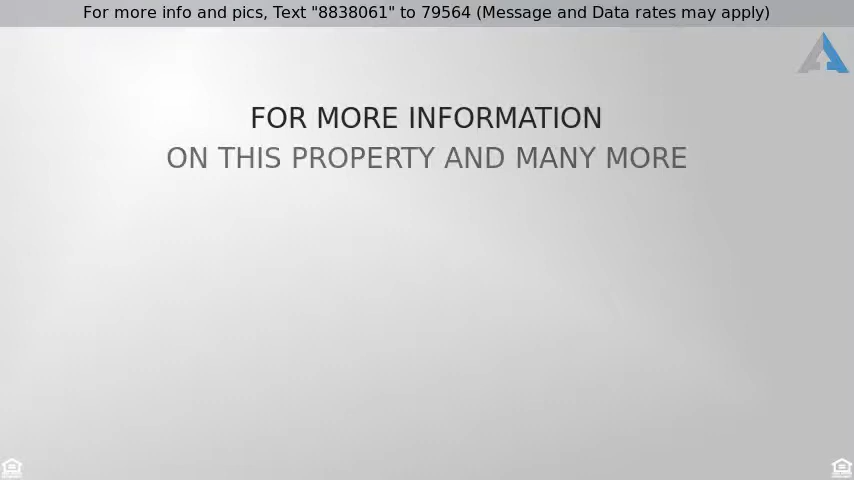 For more info and pics, Text "8838061" to 79564 (Message and Data rates may apply)
FOR MORE INFORMATION
ON THIS PROPERTY AND MANY MORE